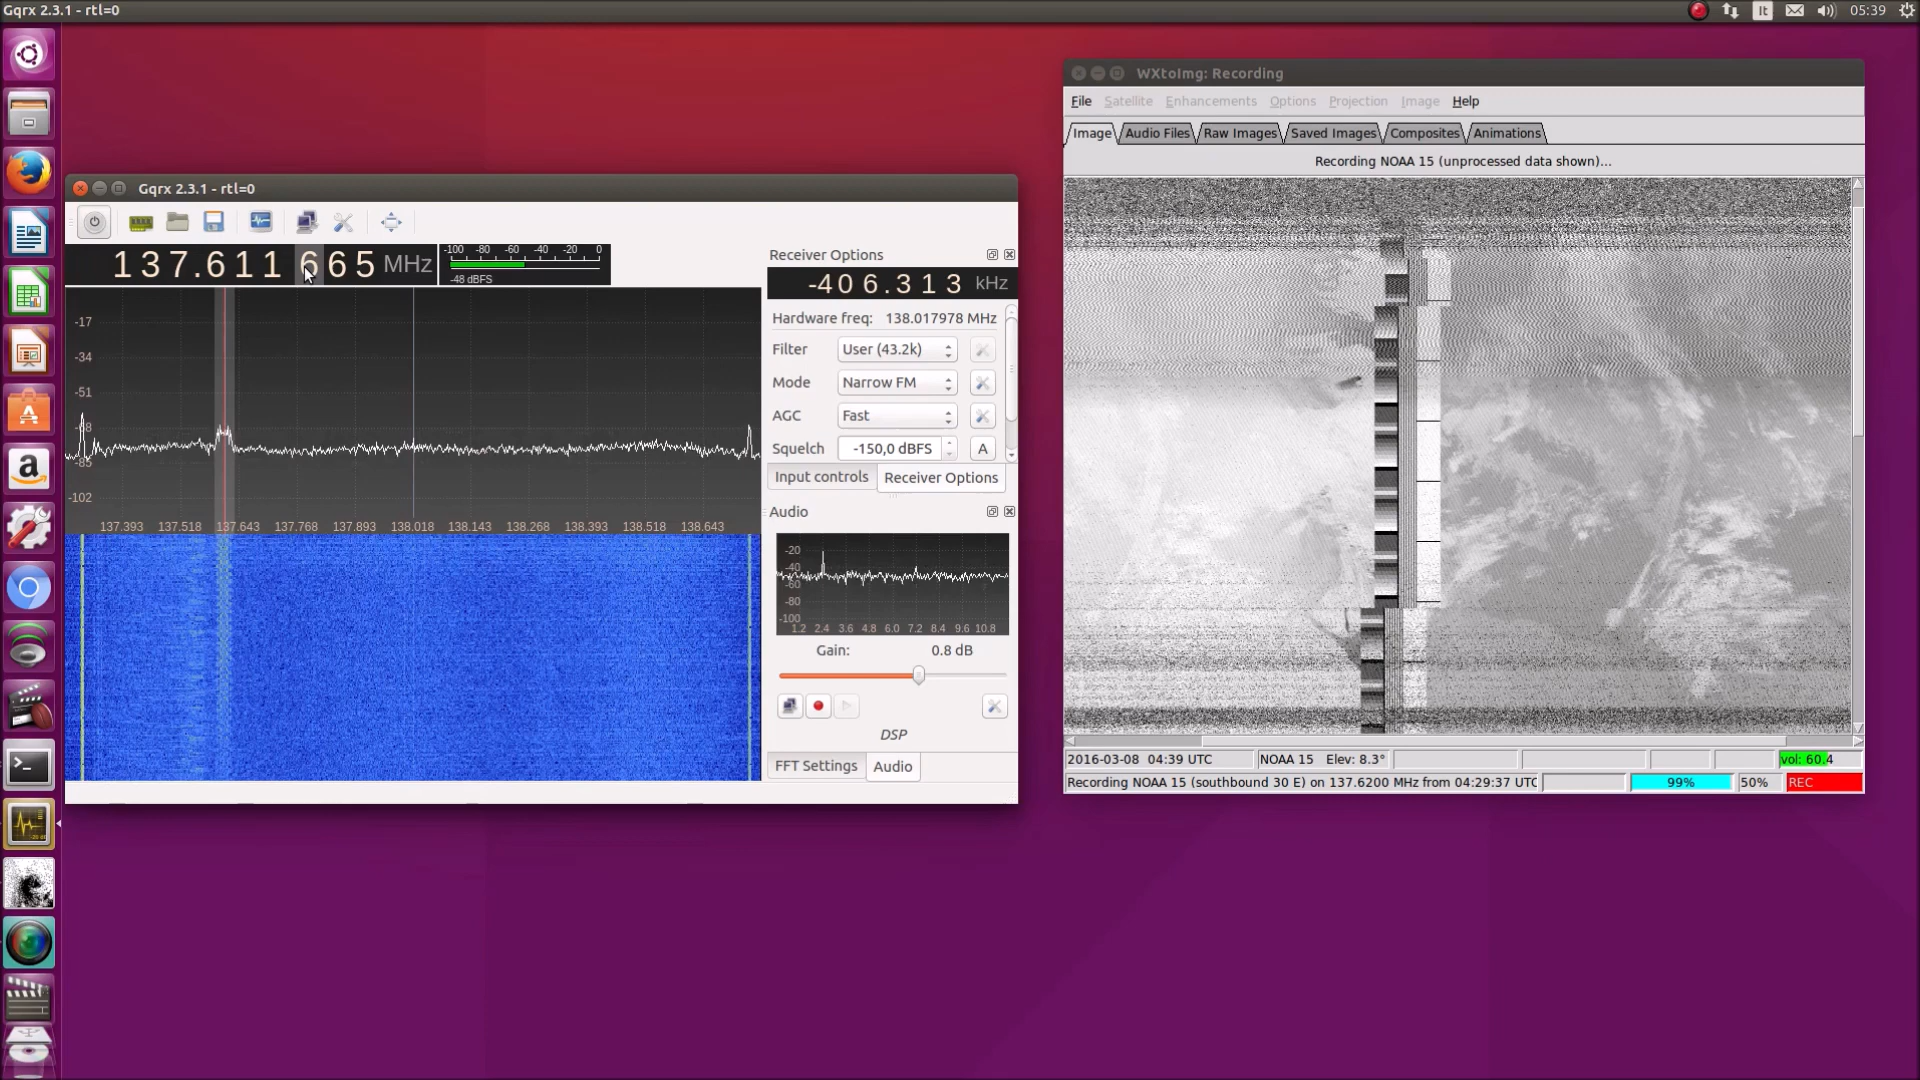 Gqrx 2.3.1 - rtl=0
It
05:39
Gqrx 2.3.1 - rtl=0
137.611 665 MHz
-100 -80 -60 -40 -20 0
-48 dBFS
-17
-34
-51
-68
-85
-102
137.393 137.518 137.643 137.768 137.893 138.018 138.143 138.268 138.393 138.518 138.643
Receiver Options
-406.313 kHz
Hardware freq: 138.017978 MHz
Filter User (43.2k)
Mode Narrow FM
AGC Fast
Squelch -150,0 dBFS A
Input controls Receiver Options
Audio
-20
-40
-60
-80
-100
1.2 2.4 3.6 4.8 6.0 7.2 8.4 9.6 10.8
Gain: 0.8 dB
DSP
FFT Settings Audio
WXtoImg: Recording
File Satellite Enhancements Options Projection Image Help
Image Audio Files Raw Images Saved Images Composites Animations
Recording NOAA 15 (unprocessed data shown)...
2016-03-08 04:39 UTC NOAA 15 Elev: 8.3° vol: 60.4
Recording NOAA 15 (southbound 30 E) on 137.6200 MHz from 04:29:37 UTC 99% 50% REC